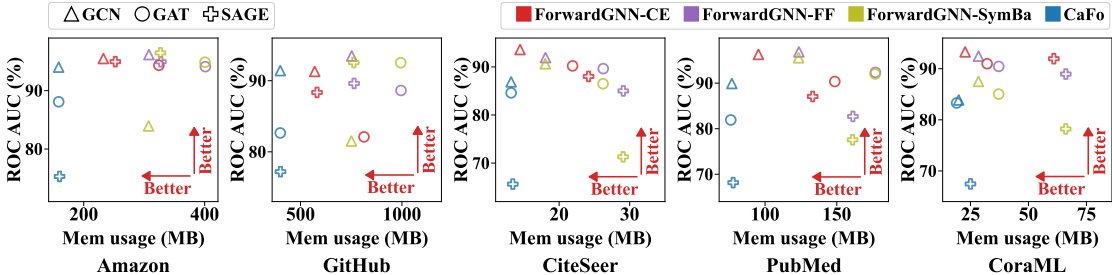 GCN GAT SAGE ForwardGNN-CE ForwardGNN-FF ForwardGNN-SymBa CaFo
ROC AUC (%)
90
80
Better
Better
200 400
Mem usage (MB)
Amazon
ROC AUC (%)
90
80
Better
Better
500 1000
Mem usage (MB)
GitHub
ROC AUC (%)
90
80
70
Better
Better
20 30
Mem usage (MB)
CiteSeer
ROC AUC (%)
90
80
70
Better
Better
100 150
Mem usage (MB)
PubMed
ROC AUC (%)
90
80
70
Better
Better
25 50 75
Mem usage (MB)
CoraML